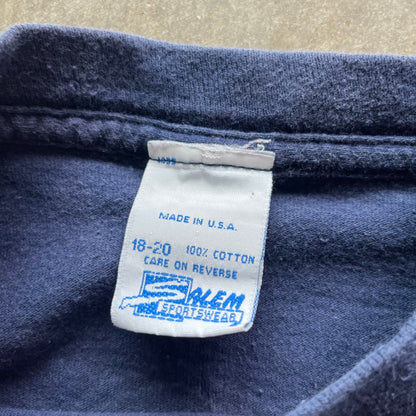 MADE IN U.S.A.
18-20 100% COTTON
CARE ON REVERSE
SALEM
SPORTSWEAR